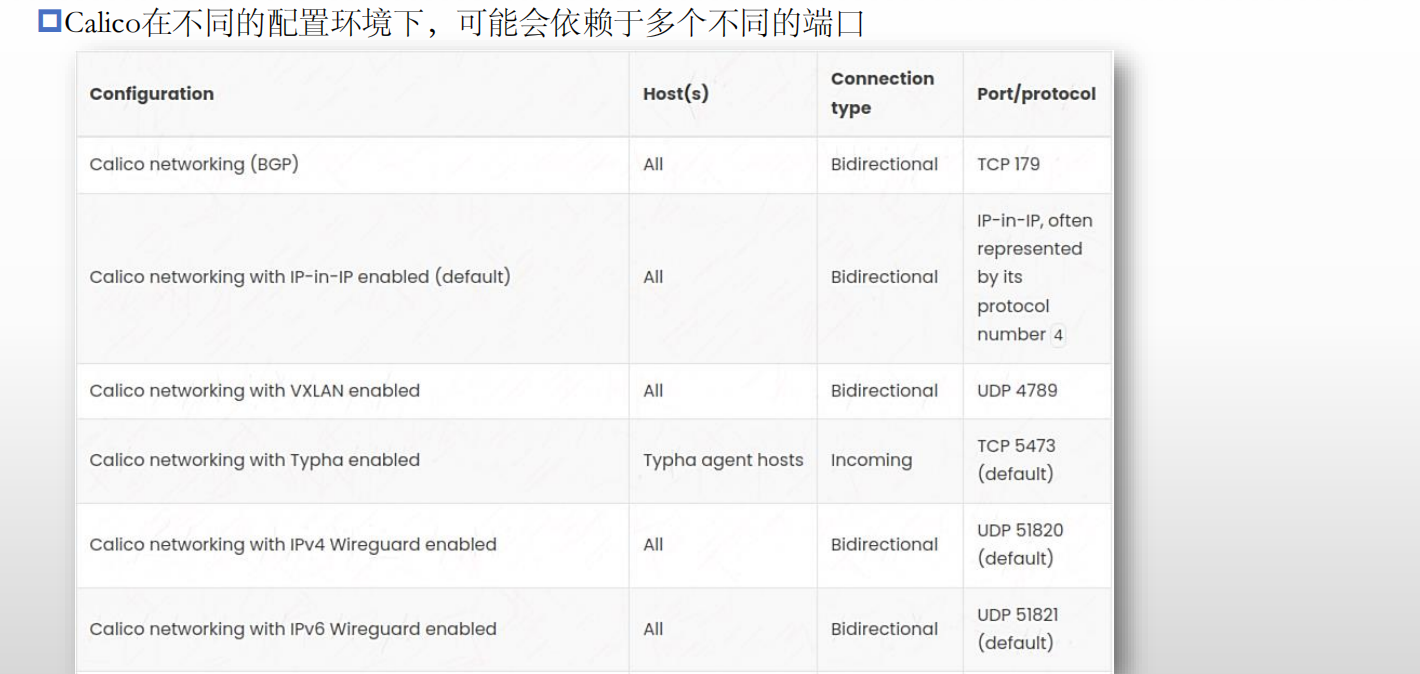 Calico在不同的配置环境下，可能会依赖于多个不同的端口
Configuration Host(s) Connection type Port/protocol
Calico networking (BGP) All Bidirectional TCP 179
Calico networking with IP-in-IP enabled (default) All Bidirectional IP-in-IP, often represented by its protocol number 4
Calico networking with VXLAN enabled All Bidirectional UDP 4789
Calico networking with Typha enabled Typha agent hosts Incoming TCP 5473 (default)
Calico networking with IPv4 Wireguard enabled All Bidirectional UDP 51820 (default)
Calico networking with IPv6 Wireguard enabled All Bidirectional UDP 51821 (default)